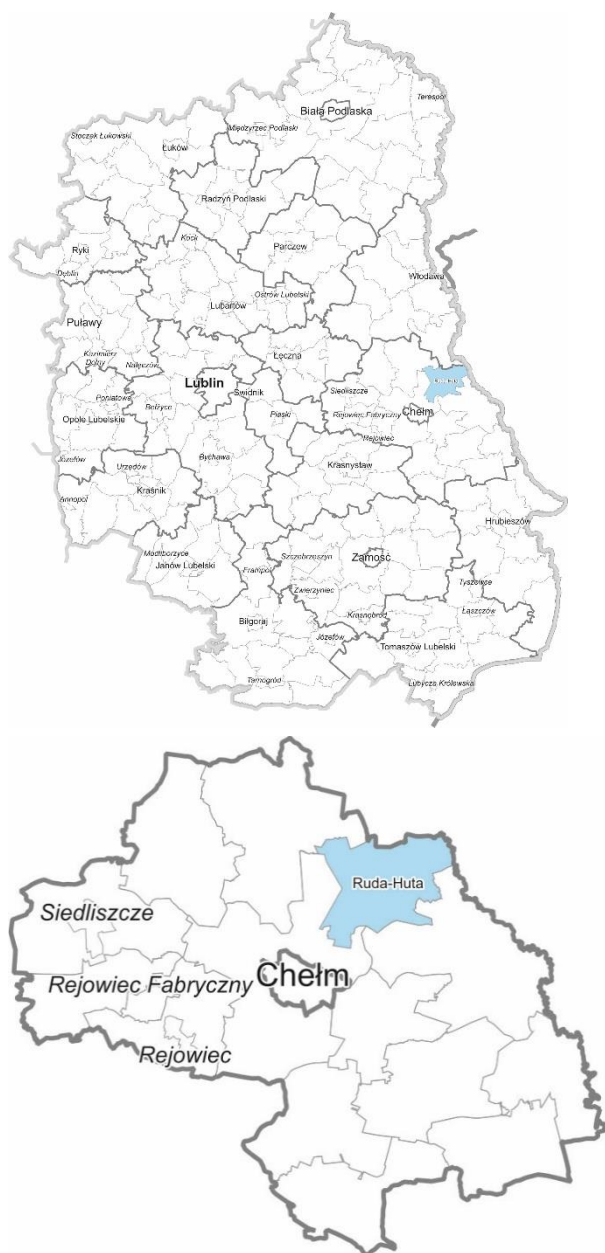 Terespol
Biała Podlaska
Międzyrzec Podlaski
Stoczek Łukowski
Łuków
Radzyń Podlaski
Kock
Parczew
Ryki
Dęblin
Włodawa
Ostrów Lubelski
Lubartów
Puławy
Kazimierz
Dolny
Nałęczów
Łęczna
Lublin
Świdnik
Siedliszcze
Ruda-Huta
Poniatowa
Bełżyce
Piaski
Rejowiec Fabryczny
Chełm
Opole Lubelskie
Rejowiec
Józefów
Urzędów
Bychawa
Krasnystaw
Annopol
Kraśnik
Hrubieszów
Modliborzyce
Janów Lubelski
Frampol
Szczebrzeszyn
Zamość
Tyszowce
Zwierzyniec
Łaszczów
Krasnobród
Biłgoraj
Józefów
Tomaszów Lubelski
Tarnogród
Lubycza Królewska
Ruda-Huta
Siedliszcze
Chełm
Rejowiec Fabryczny
Rejowiec